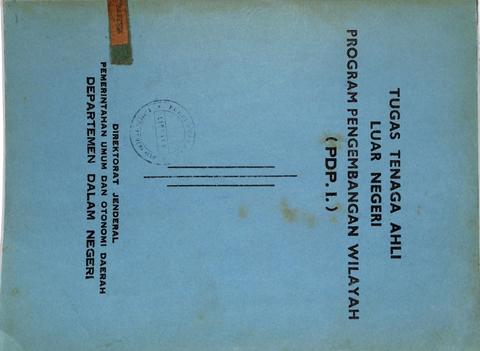 TUGAS TENAGA AHLI
LUAR NEGERI
PROGRAM PENGEMBANGAN WILAYAH
( PDP. I. )
DIREKTORAT JENDERAL
PEMERINTAHAN UMUM DAN OTONOMI DAERAH
DEPARTEMEN DALAM NEGERI